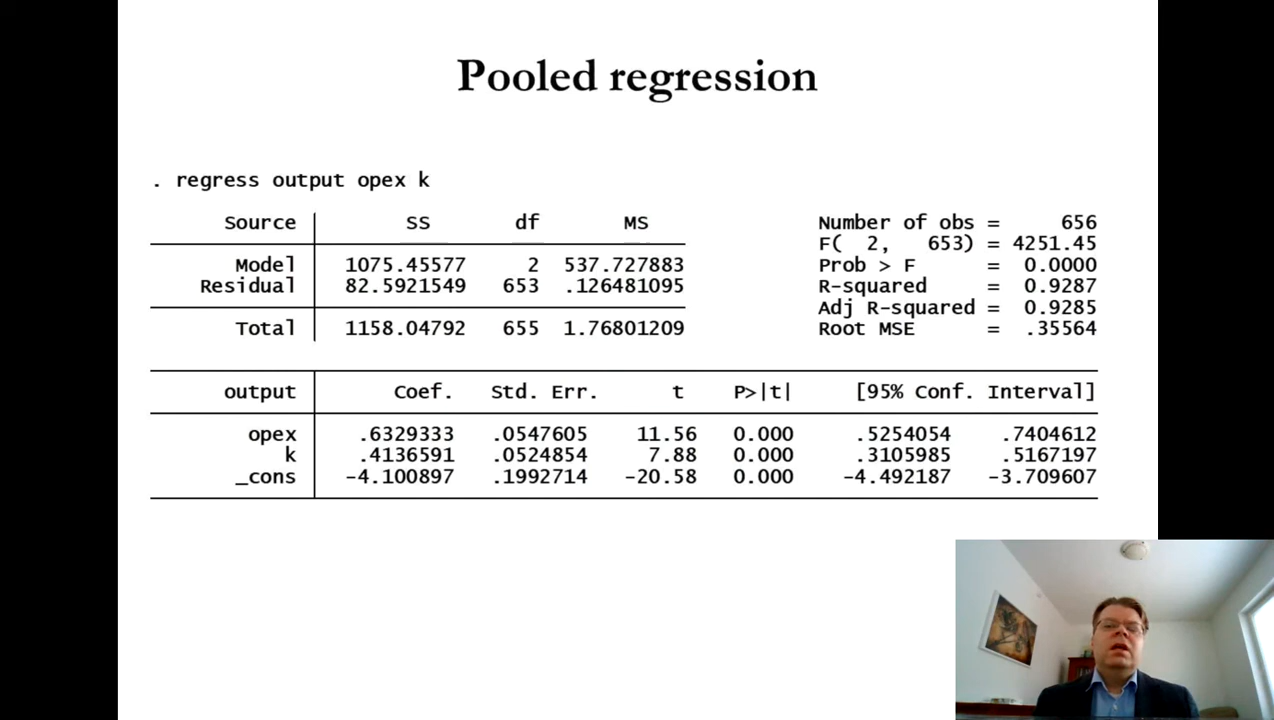 Pooled regression
. regress output opex k
Source | SS df MS Number of obs = 656
F( 2, 653) = 4251.45
Model | 1075.45577 2 537.727883 Prob > F = 0.0000
Residual | 82.5921549 653 .126481095 R-squared = 0.9287
Adj R-squared = 0.9285
Total | 1158.04792 655 1.76801209 Root MSE = .35564
output | Coef. Std. Err. t P>|t| [95% Conf. Interval]
opex | .6329333 .0547605 11.56 0.000 .5254054 .7404612
k | .4136591 .0524854 7.88 0.000 .3105985 .5167197
_cons | -4.100897 .1992714 -20.58 0.000 -4.492187 -3.709607